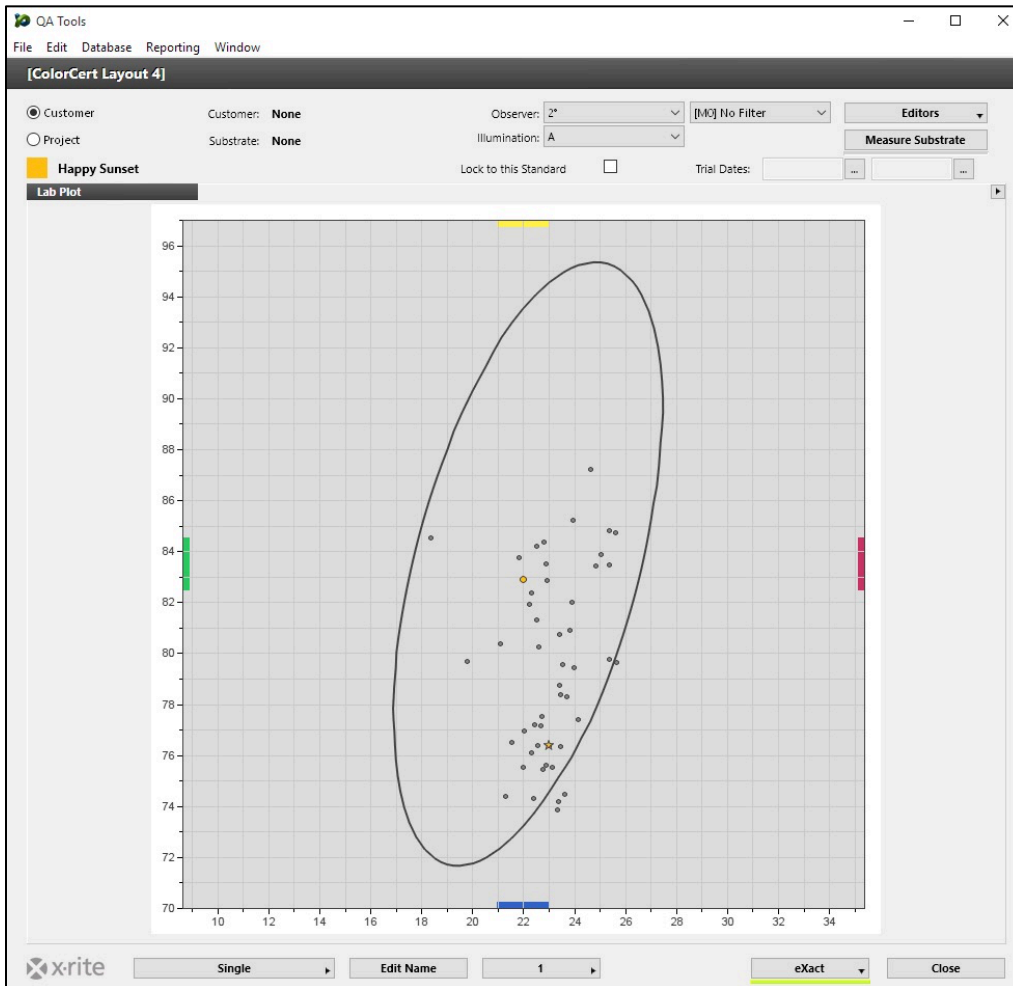 QA Tools
File Edit Database Reporting Window
[ColorCert Layout 4]
Customer Customer: None Observer: 2° [M0] No Filter Editors
Project Substrate: None Illumination: A Measure Substrate
Happy Sunset Lock to this Standard Trial Dates: ... ...
Lab Plot
96
94
92
90
88
86
84
82
80
78
76
74
72
70
10 12 14 16 18 20 22 24 26 28 30 32 34
x·rite Single Edit Name 1 eXact Close